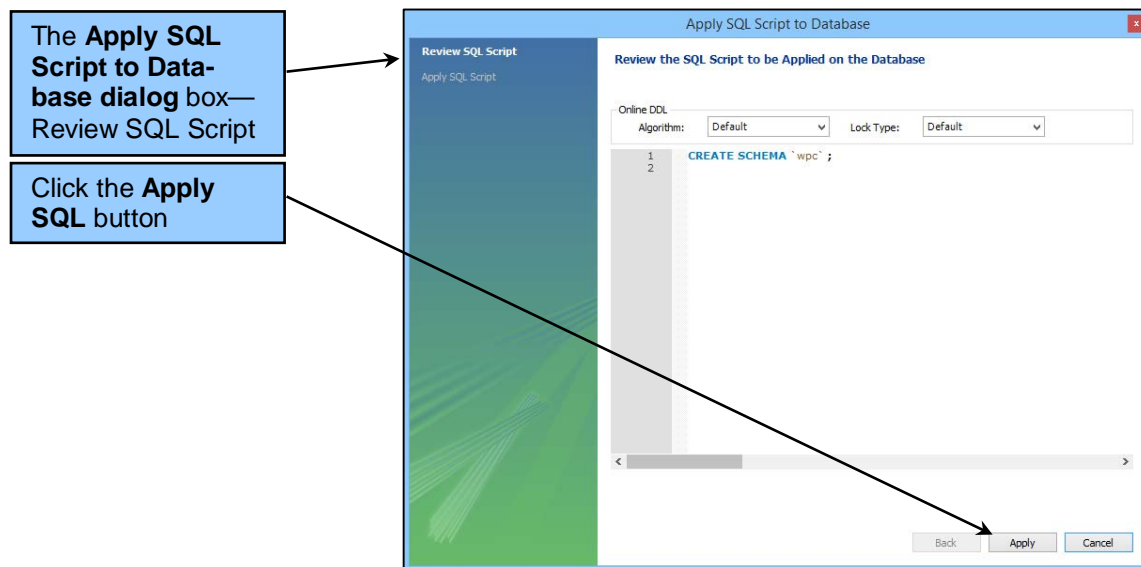 The Apply SQL
Script to Data-
base dialog box—
Review SQL Script
Click the Apply
SQL button
Apply SQL Script to Database
x
Review SQL Script
Apply SQL Script
Review the SQL Script to be Applied on the Database
Online DDL
Algorithm: Default Lock Type: Default
1 CREATE SCHEMA `wpc` ;
2
Back Apply Cancel